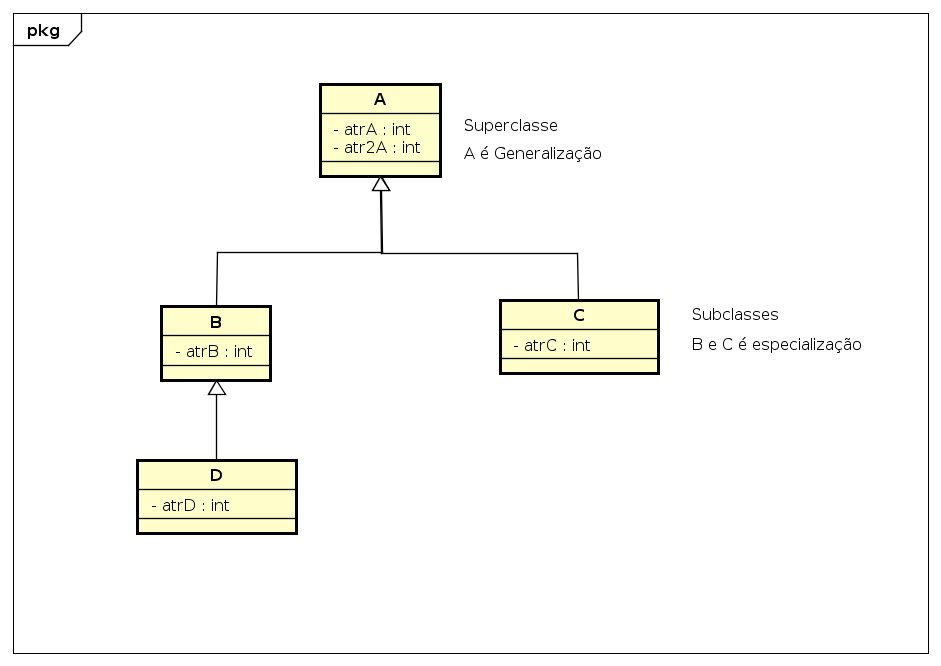 pkg
A
- atrA : int
- atr2A : int
Superclasse
A é Generalização
B
- atrB : int
C
- atrC : int
Subclasses
B e C é especialização
D
- atrD : int